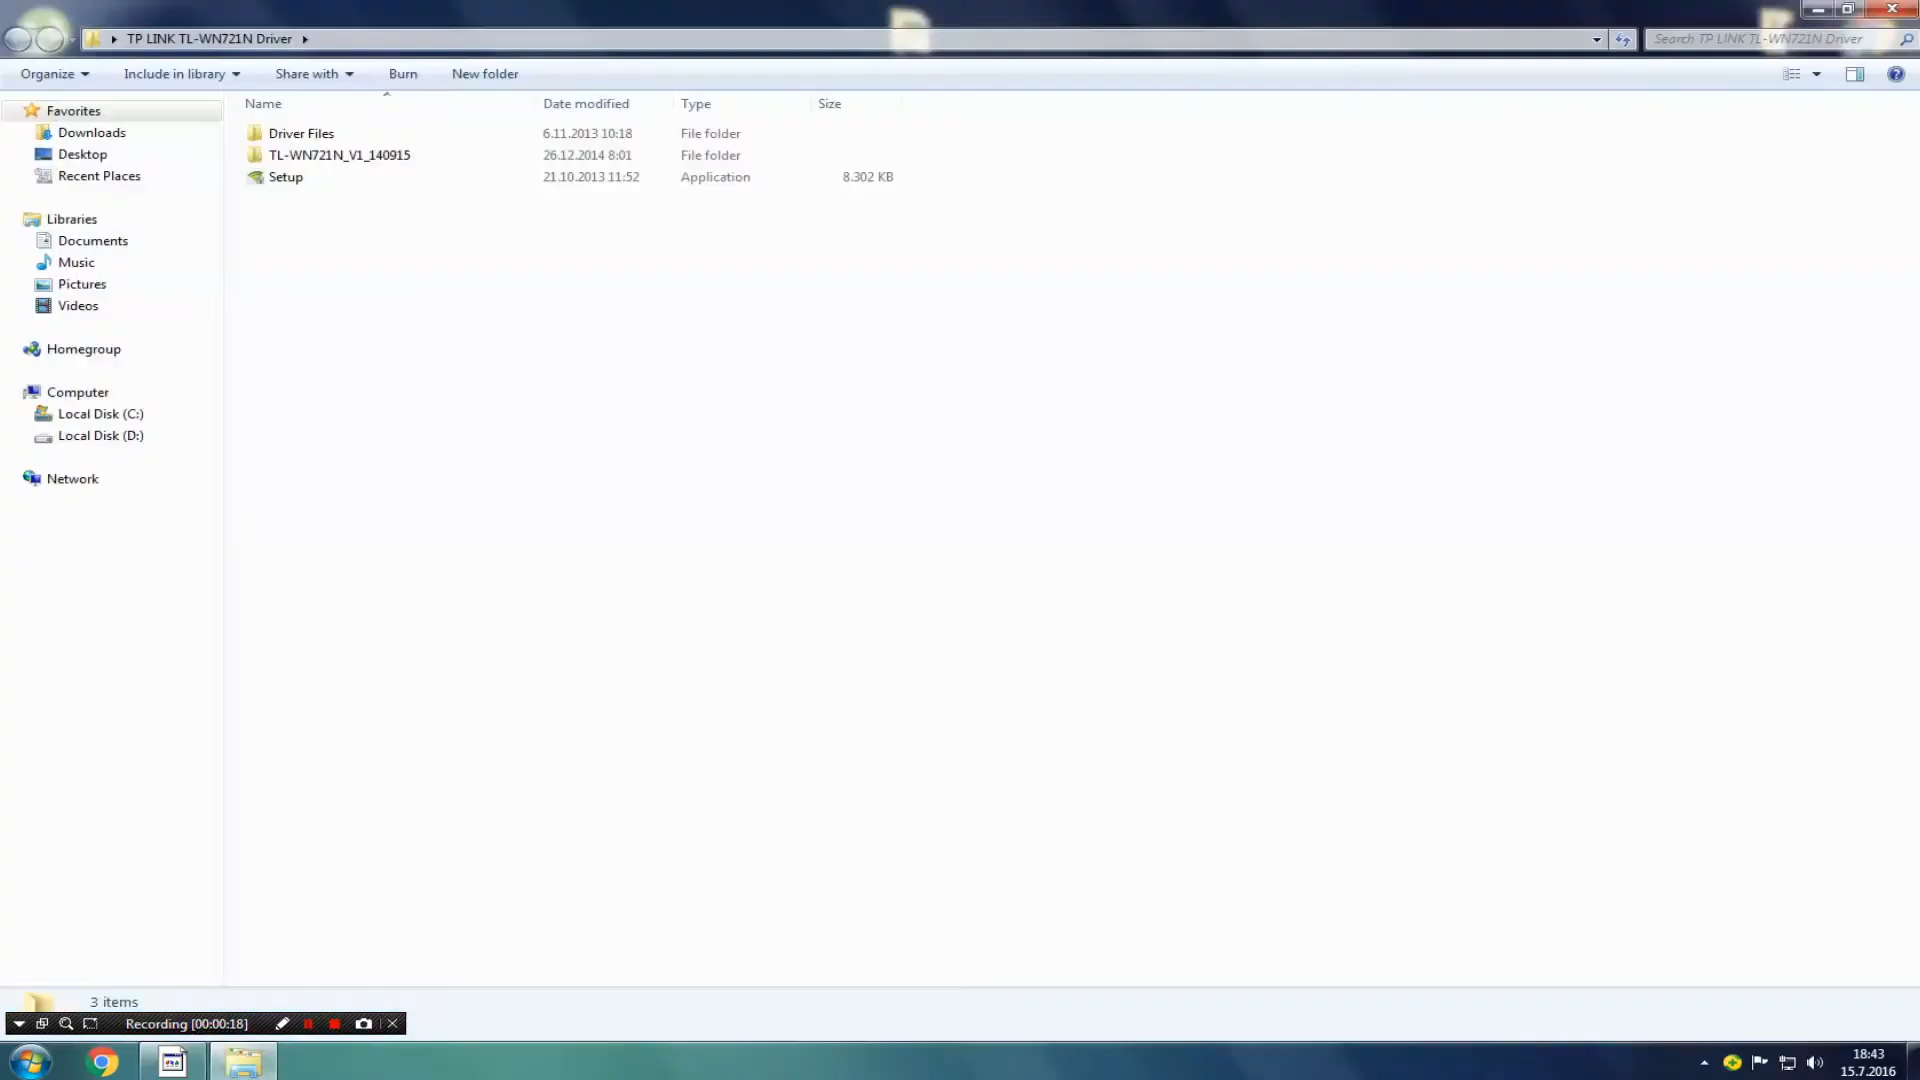 TP LINK TL-WN721N Driver
Search TP LINK TL-WN721N Driver
Organize Include in library Share with Burn New folder
Name Date modified Type Size
Favorites
Downloads
Desktop
Recent Places
Libraries
Documents
Music
Pictures
Videos
Homegroup
Computer
Local Disk (C:)
Local Disk (D:)
Network
Driver Files 6.11.2013 10:18 File folder
TL-WN721N_V1_140915 26.12.2014 8:01 File folder
Setup 21.10.2013 11:52 Application 8.302 KB
3 items
Recording [00:00:18]
18:43
15.7.2016